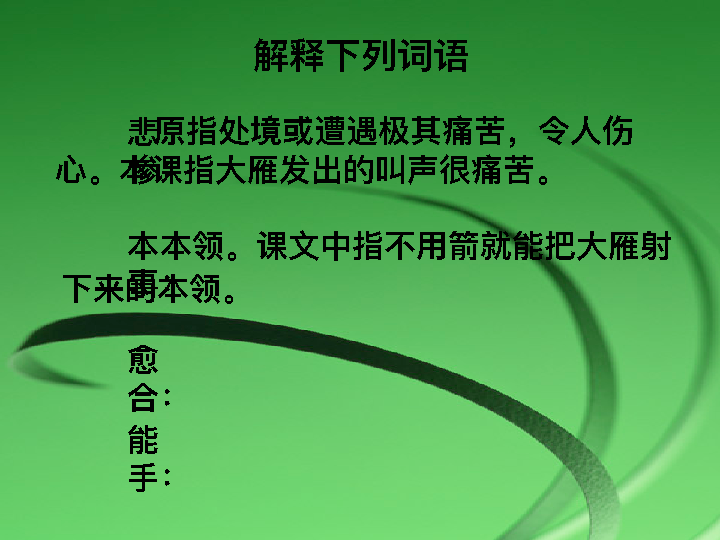 解释下列词语
悲惨：
原指处境或遭遇极其痛苦，令人伤
心。本课指大雁发出的叫声很痛苦。
本事：
本领。课文中指不用箭就能把大雁射
下来的本领。
愈
合：
能
手：